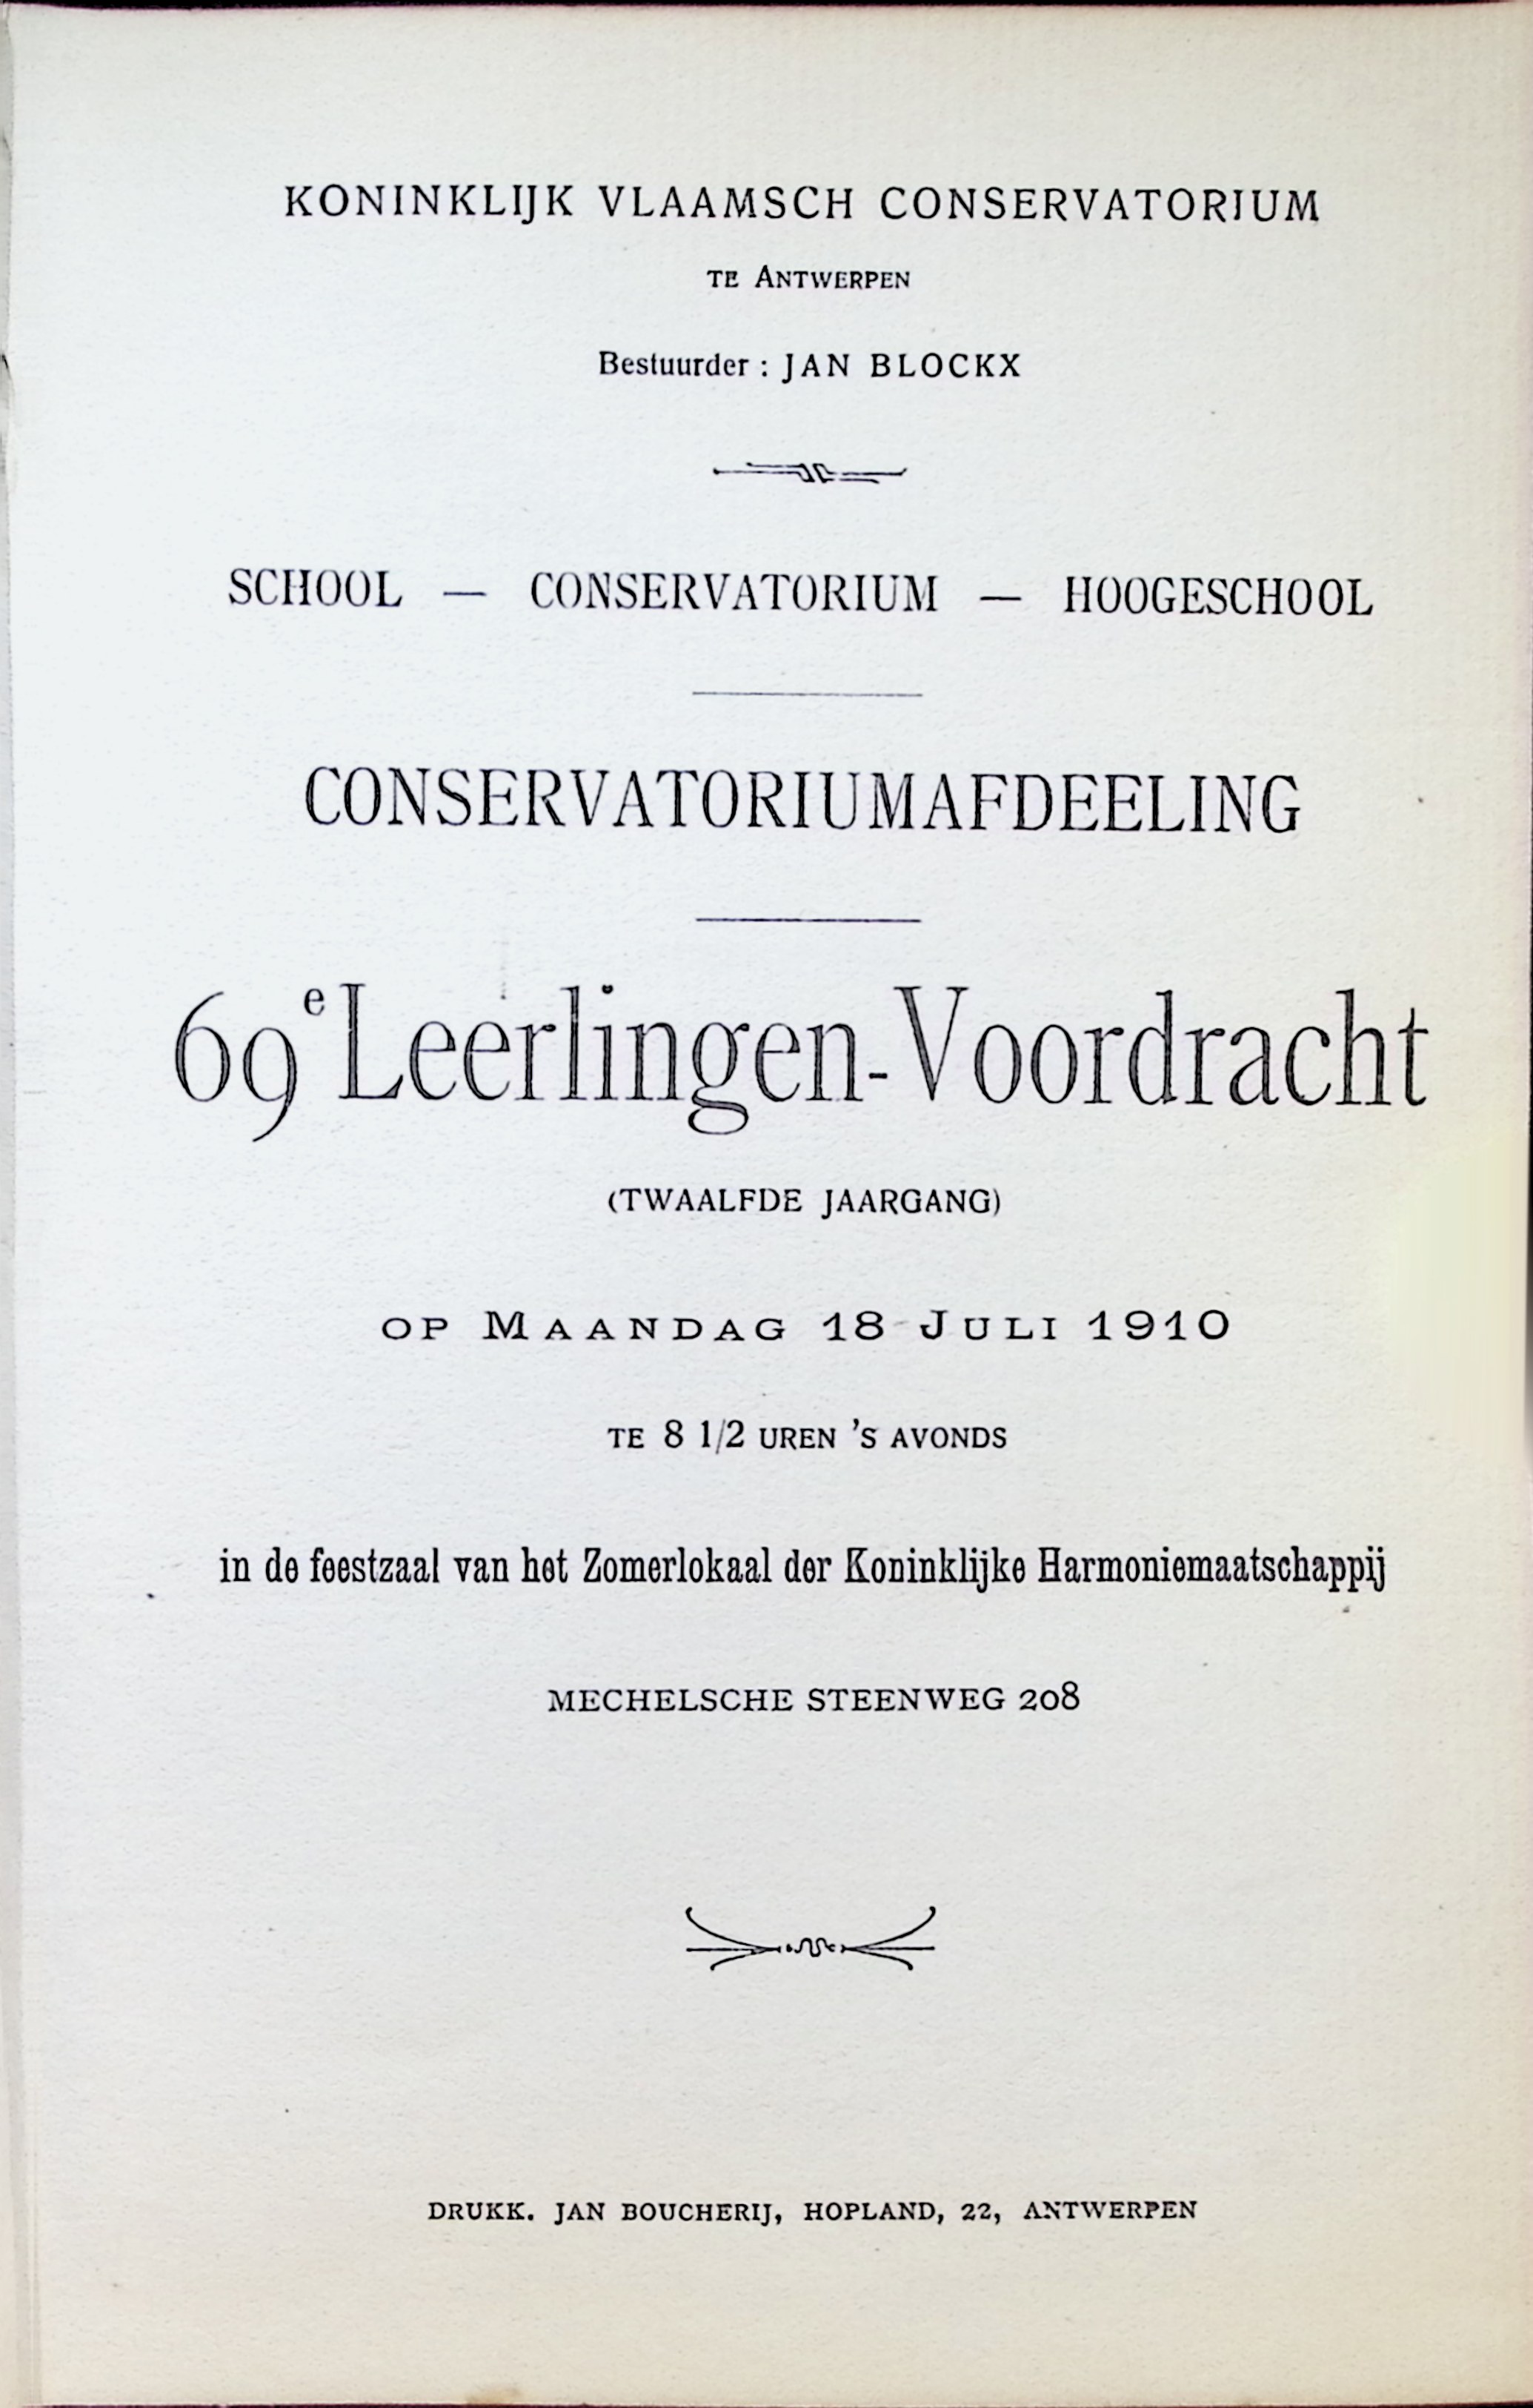 KONINKLIJK VLAAMSCH CONSERVATORIUM
TE ANTWERPEN
Bestuurder : JAN BLOCKX
SCHOOL — CONSERVATORIUM — HOOGESCHOOL
CONSERVATORIUMAFDEELING
69e Leerlingen-Voordracht
(TWAALFDE JAARGANG)
OP MAANDAG 18 JULI 1910
TE 8 1/2 UREN 'S AVONDS
in de feestzaal van het Zomerlokaal der Koninklijke Harmoniemaatschappij
MECHELSCHE STEENWEG 208
DRUKK. JAN BOUCHERIJ, HOPLAND, 22, ANTWERPEN